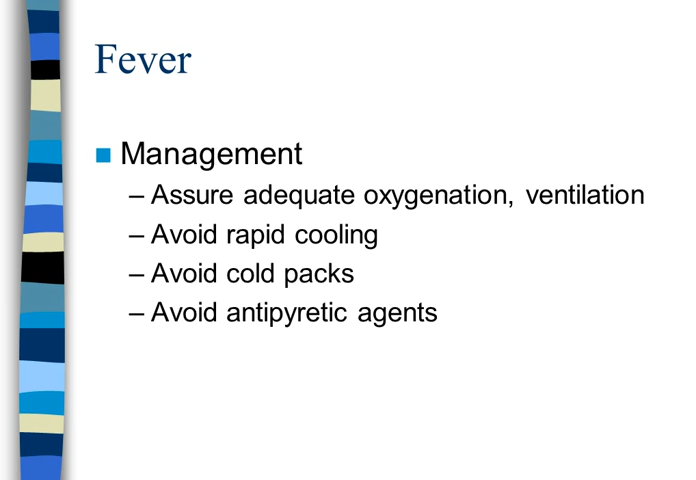 Fever
Management
– Assure adequate oxygenation, ventilation
– Avoid rapid cooling
– Avoid cold packs
– Avoid antipyretic agents